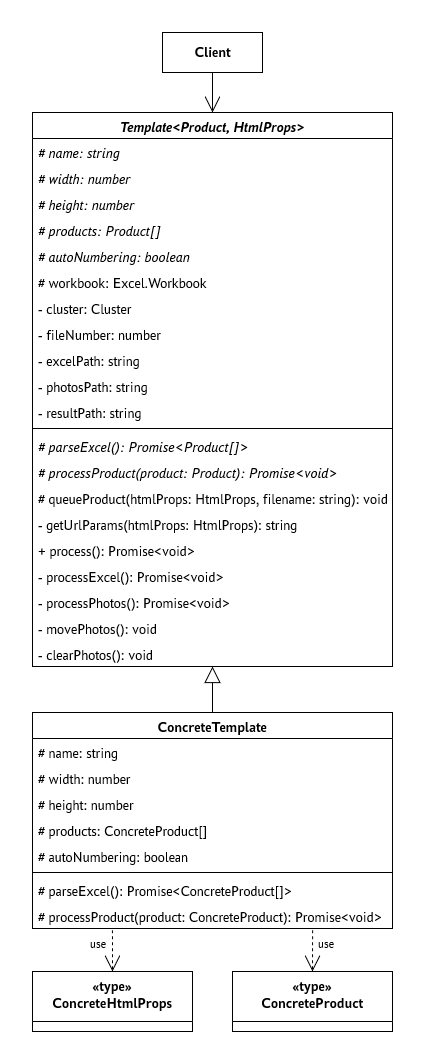 Client
Template<Product, HtmlProps>
# name: string
# width: number
# height: number
# products: Product[]
# autoNumbering: boolean
# workbook: Excel.Workbook
- cluster: Cluster
- fileNumber: number
- excelPath: string
- photosPath: string
- resultPath: string
# parseExcel(): Promise<Product[]>
# processProduct(product: Product): Promise<void>
# queueProduct(htmlProps: HtmlProps, filename: string): void
- getUrlParams(htmlProps: HtmlProps): string
+ process(): Promise<void>
- processExcel(): Promise<void>
- processPhotos(): Promise<void>
- movePhotos(): void
- clearPhotos(): void
ConcreteTemplate
# name: string
# width: number
# height: number
# products: ConcreteProduct[]
# autoNumbering: boolean
# parseExcel(): Promise<ConcreteProduct[]>
# processProduct(product: ConcreteProduct): Promise<void>
use
use
«type»
ConcreteHtmlProps
«type»
ConcreteProduct